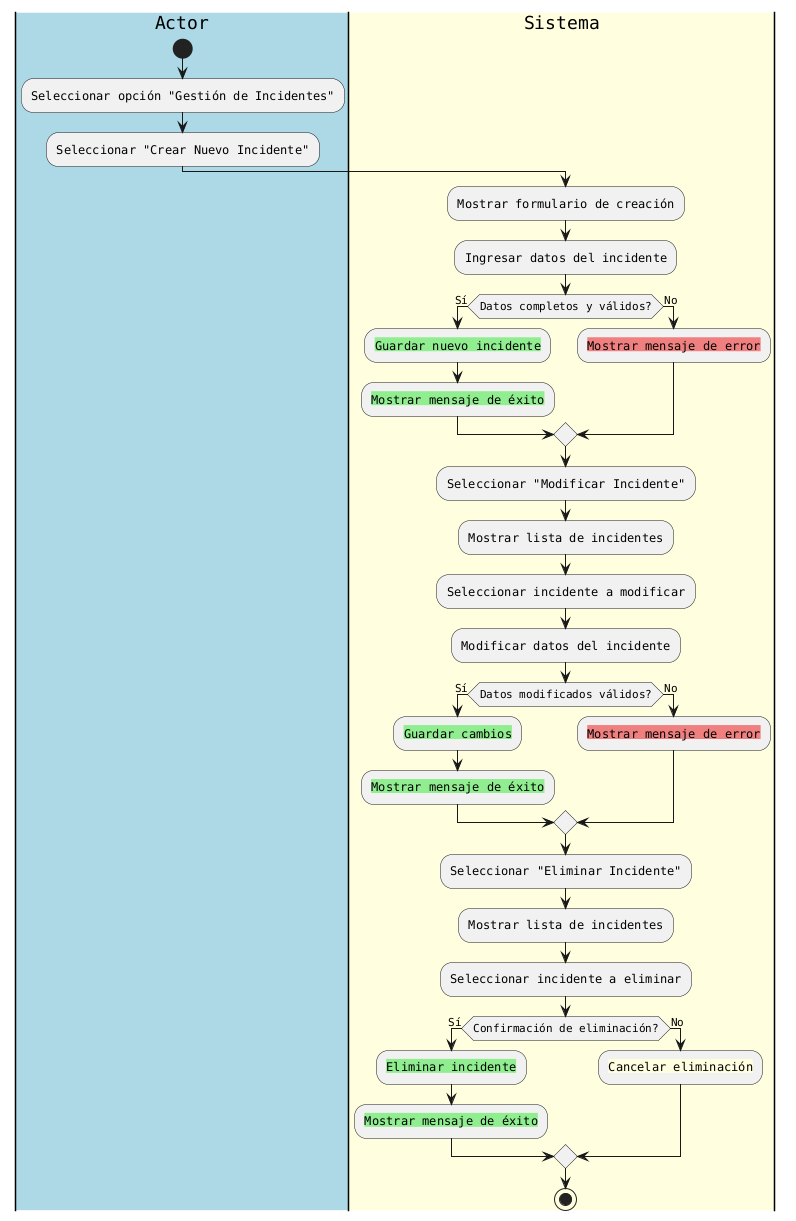 Actor
Sistema
Seleccionar opción "Gestión de Incidentes"
Seleccionar "Crear Nuevo Incidente"
Mostrar formulario de creación
Ingresar datos del incidente
Sí
Datos completos y válidos?
No
Guardar nuevo incidente
Mostrar mensaje de error
Mostrar mensaje de éxito
Seleccionar "Modificar Incidente"
Mostrar lista de incidentes
Seleccionar incidente a modificar
Modificar datos del incidente
Sí
Datos modificados válidos?
No
Guardar cambios
Mostrar mensaje de error
Mostrar mensaje de éxito
Seleccionar "Eliminar Incidente"
Mostrar lista de incidentes
Seleccionar incidente a eliminar
Sí
Confirmación de eliminación?
No
Eliminar incidente
Cancelar eliminación
Mostrar mensaje de éxito